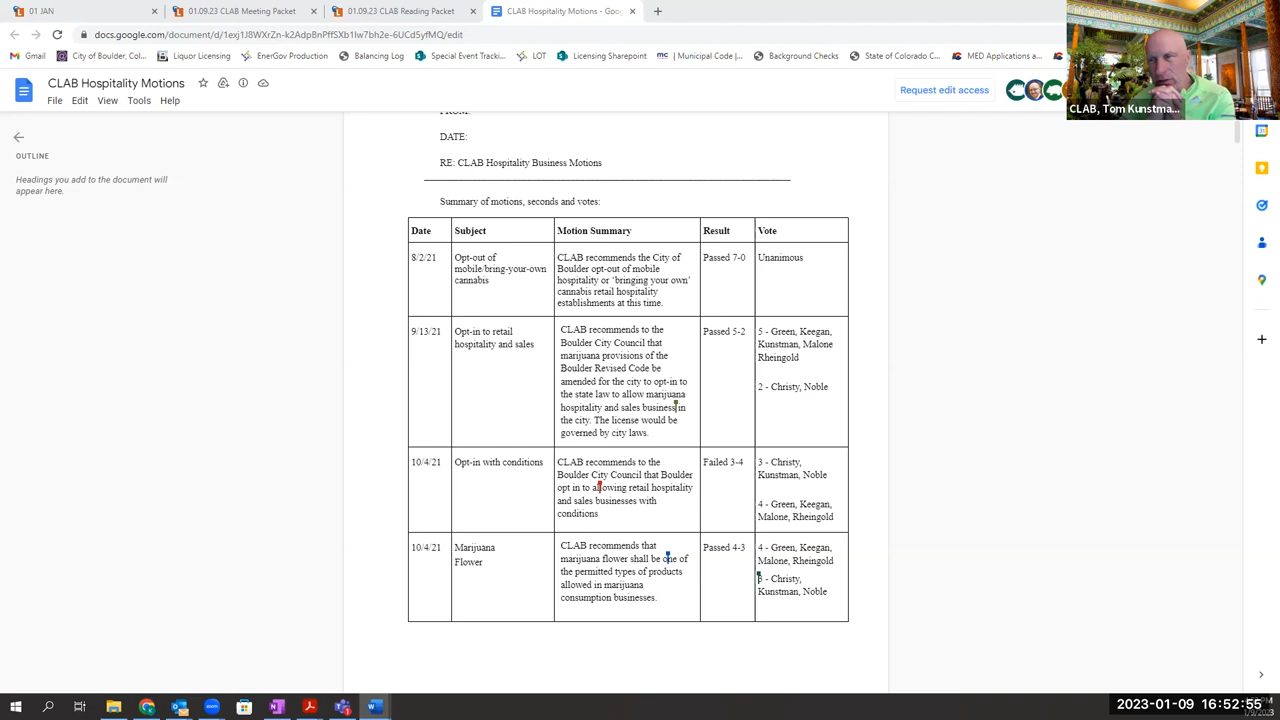 01 JAN
01.09.23 CLAB Meeting Packet
01.09.23 CLAB Reading Packet
CLAB Hospitality Motions - Goo
docs.google.com/document/d/1exj1J8WXrZn-k2AdpBnPffSXb1Iw7bh2e-6UCd5yfMQ/edit
Gmail
City of Boulder, Col...
Liquor Licensing
EnerGov Production
Balancing Log
Special Event Tracki...
LOT
Licensing Sharepoint
mc | Municipal Code |...
Background Checks
State of Colorado C...
MED Applications a...
CLAB, Tom Kunstma...
CLAB Hospitality Motions
File Edit View Tools Help
Request edit access
OUTLINE
Headings you add to the document will
appear here.
FROM:
DATE:
RE: CLAB Hospitality Business Motions
Summary of motions, seconds and votes:
Date Subject Motion Summary Result Vote
8/2/21
Opt-out of
mobile/bring-your-own
cannabis
CLAB recommends the City of
Boulder opt-out of mobile
hospitality or ‘bringing your own’
cannabis retail hospitality
establishments at this time.
Passed 7-0
Unanimous
9/13/21
Opt-in to retail
hospitality and sales
CLAB recommends to the
Boulder City Council that
marijuana provisions of the
Boulder Revised Code be
amended for the city to opt-in to
the state law to allow marijuana
hospitality and sales business in
the city. The license would be
governed by city laws.
Passed 5-2
5 - Green, Keegan,
Kunstman, Malone
Rheingold
2 - Christy, Noble
10/4/21
Opt-in with conditions
CLAB recommends to the
Boulder City Council that Boulder
opt in to allowing retail hospitality
and sales businesses with
conditions
Failed 3-4
3 - Christy,
Kunstman, Noble
4 - Green, Keegan,
Malone, Rheingold
10/4/21
Marijuana
Flower
CLAB recommends that
marijuana flower shall be one of
the permitted types of products
allowed in marijuana
consumption businesses.
Passed 4-3
4 - Green, Keegan,
Malone, Rheingold
3 - Christy,
Kunstman, Noble
2023-01-09 16:52:55